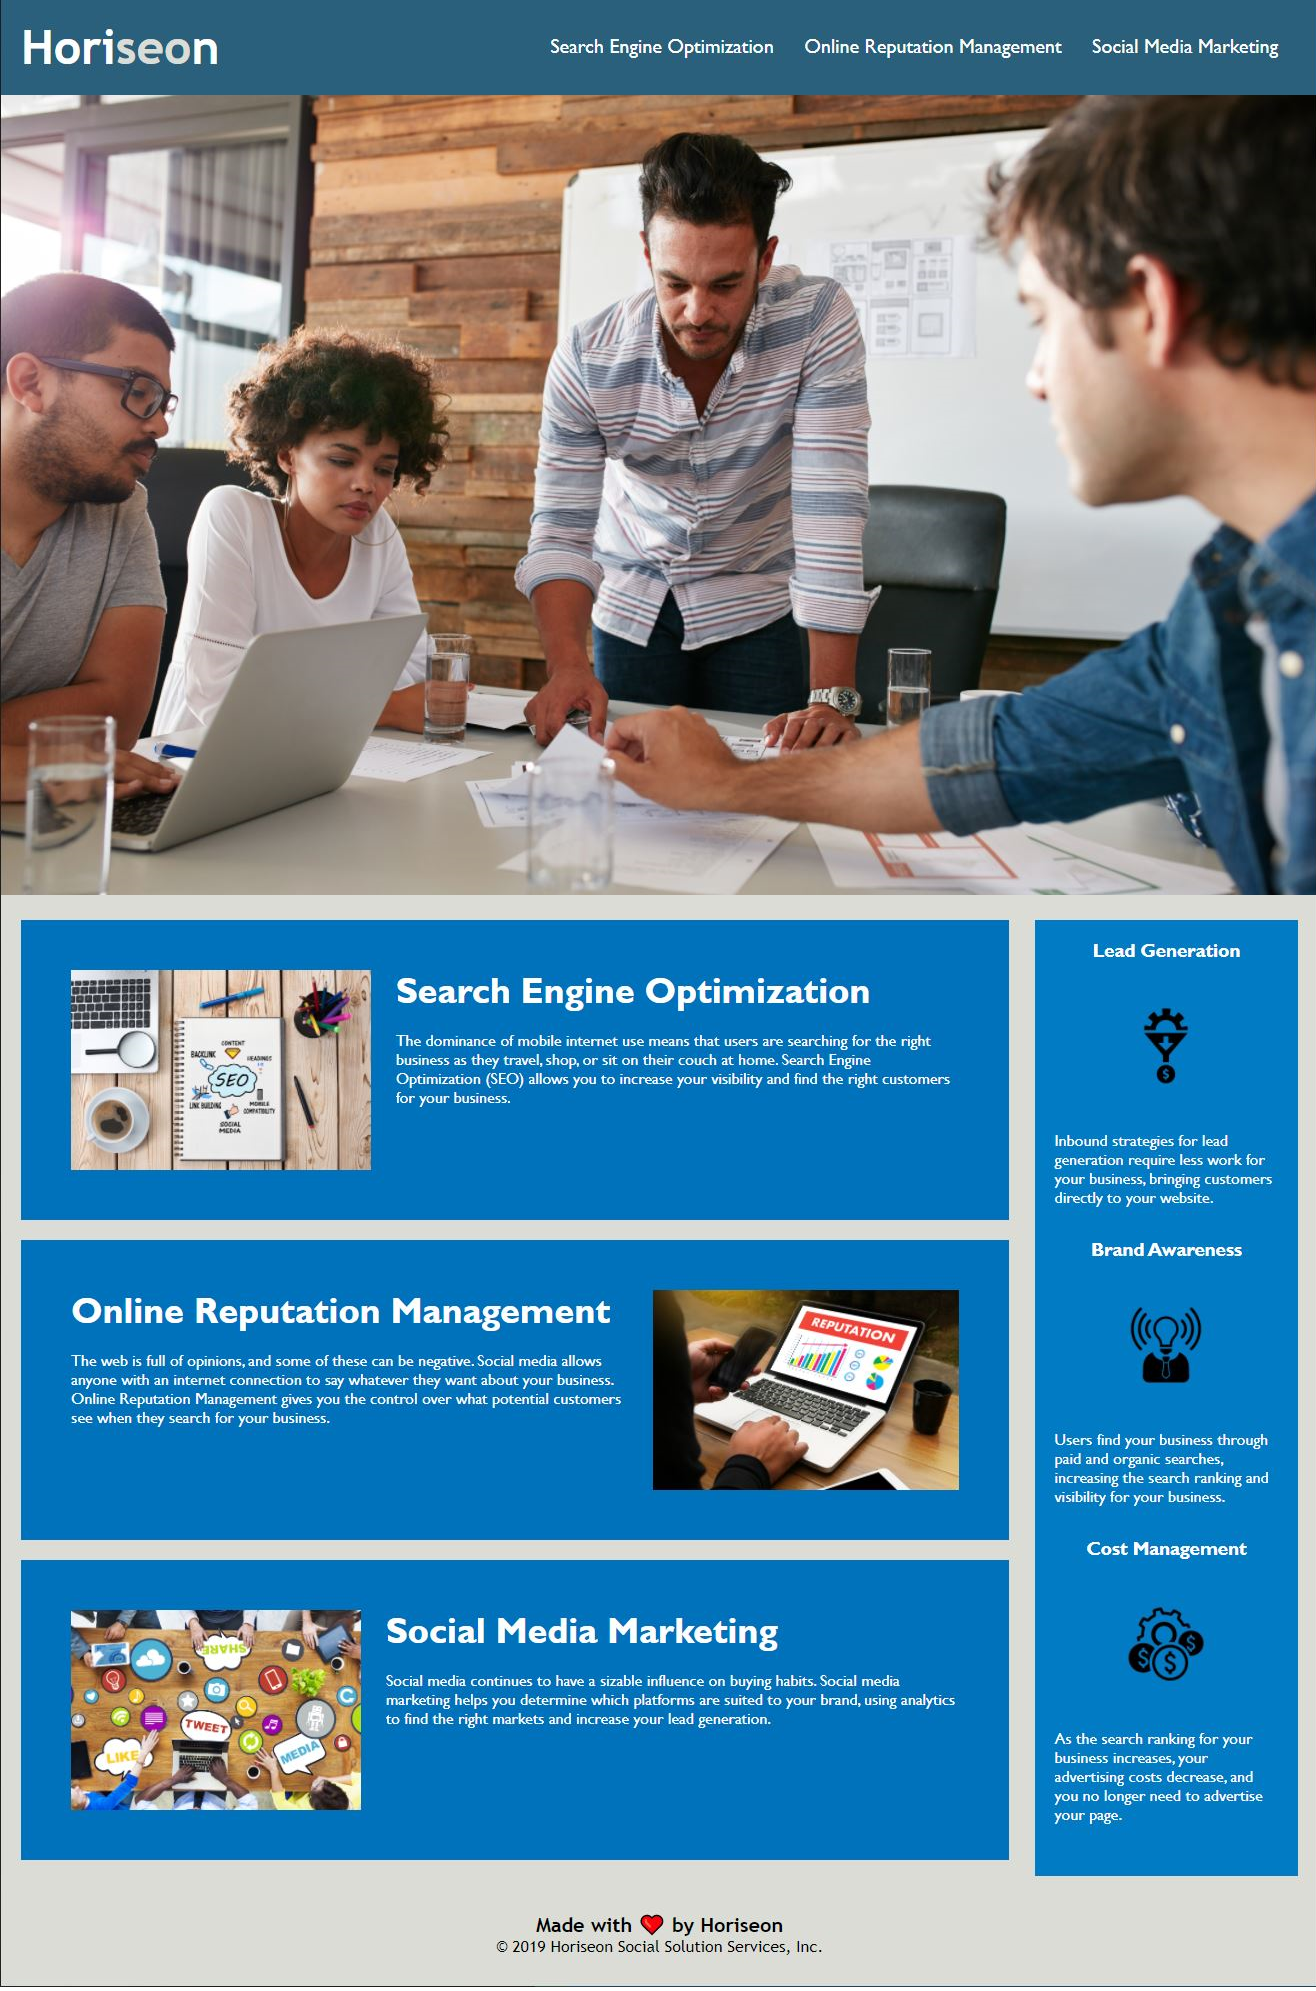 Horiseon
Search Engine Optimization
Online Reputation Management
Social Media Marketing
Search Engine Optimization
The dominance of mobile internet use means that users are searching for the right
business as they travel, shop, or sit on their couch at home. Search Engine
Optimization (SEO) allows you to increase your visibility and find the right customers
for your business.
CONTENT
BACKLINK
HEADINGS
SEO
LINK BUILDING
MOBILE
COMPATIBILITY
SOCIAL
MEDIA
Online Reputation Management
The web is full of opinions, and some of these can be negative. Social media allows
anyone with an internet connection to say whatever they want about your business.
Online Reputation Management gives you the control over what potential customers
see when they search for your business.
REPUTATION
Social Media Marketing
Social media continues to have a sizable influence on buying habits. Social media
marketing helps you determine which platforms are suited to your brand, using analytics
to find the right markets and increase your lead generation.
SHARE
TWEET
LIKE
MEDIA
Lead Generation
$
Inbound strategies for lead
generation require less work for
your business, bringing customers
directly to your website.
Brand Awareness
Users find your business through
paid and organic searches,
increasing the search ranking and
visibility for your business.
Cost Management
$ $ $
As the search ranking for your
business increases, your
advertising costs decrease, and
you no longer need to advertise
your page.
Made with ❤️ by Horiseon
© 2019 Horiseon Social Solution Services, Inc.